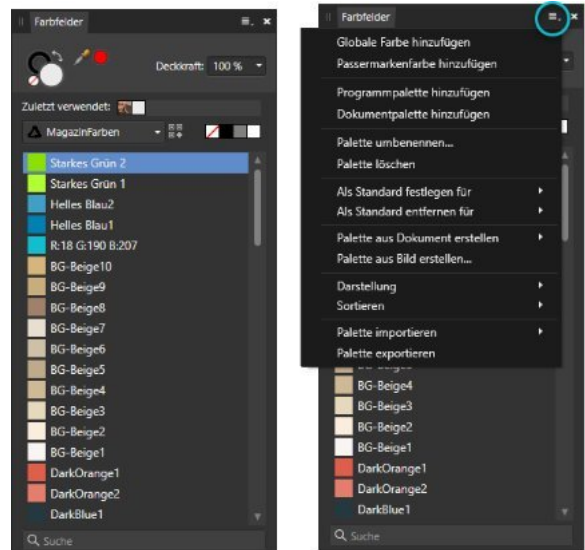 Farbfelder
Deckkraft: 100 %
Zuletzt verwendet:
MagazinFarben
Starkes Grün 2
Starkes Grün 1
Helles Blau2
Helles Blau1
R:18 G:190 B:207
BG-Beige10
BG-Beige9
BG-Beige8
BG-Beige7
BG-Beige6
BG-Beige5
BG-Beige4
BG-Beige3
BG-Beige2
BG-Beige1
DarkOrange1
DarkOrange2
DarkBlue1
Suche
Farbfelder
Globale Farbe hinzufügen
Passermarkenfarbe hinzufügen
Programmpalette hinzufügen
Dokumentpalette hinzufügen
Palette umbenennen...
Palette löschen
Als Standard festlegen für
Als Standard entfernen für
Palette aus Dokument erstellen
Palette aus Bild erstellen...
Darstellung
Sortieren
Palette importieren
Palette exportieren
BG-Beige4
BG-Beige3
BG-Beige2
BG-Beige1
DarkOrange1
DarkOrange2
DarkBlue1
Suche